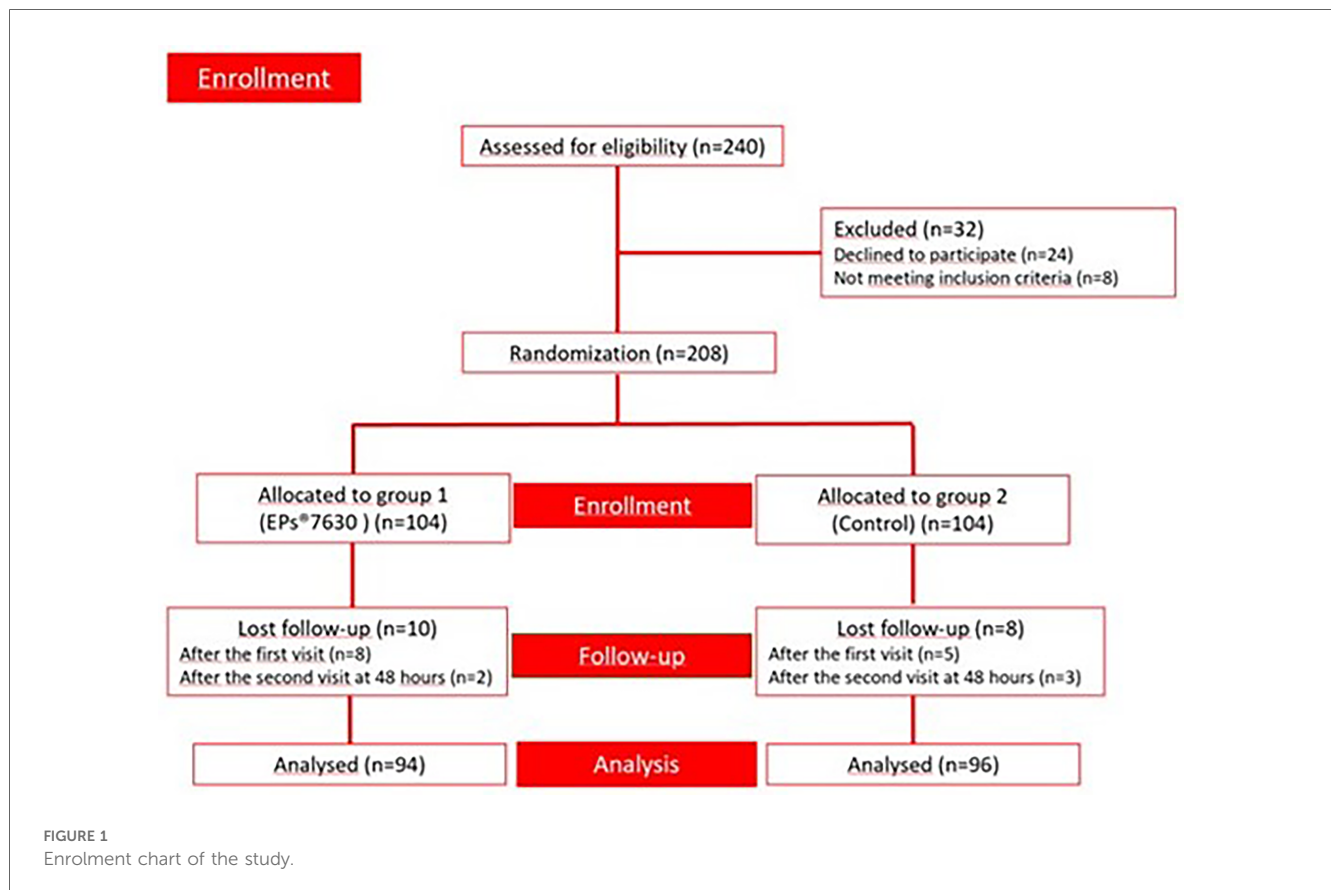 Enrollment
Assessed for eligibility (n=240)
Excluded (n=32)
Declined to participate (n=24)
Not meeting inclusion criteria (n=8)
Randomization (n=208)
Allocated to group 1
(EPs®7630 ) (n=104)
Enrollment
Allocated to group 2
(Control) (n=104)
Lost follow-up (n=10)
After the first visit (n=8)
After the second visit at 48 hours (n=2)
Follow-up
Lost follow-up (n=8)
After the first visit (n=5)
After the second visit at 48 hours (n=3)
Analysed (n=94)
Analysis
Analysed (n=96)
FIGURE 1
Enrolment chart of the study.